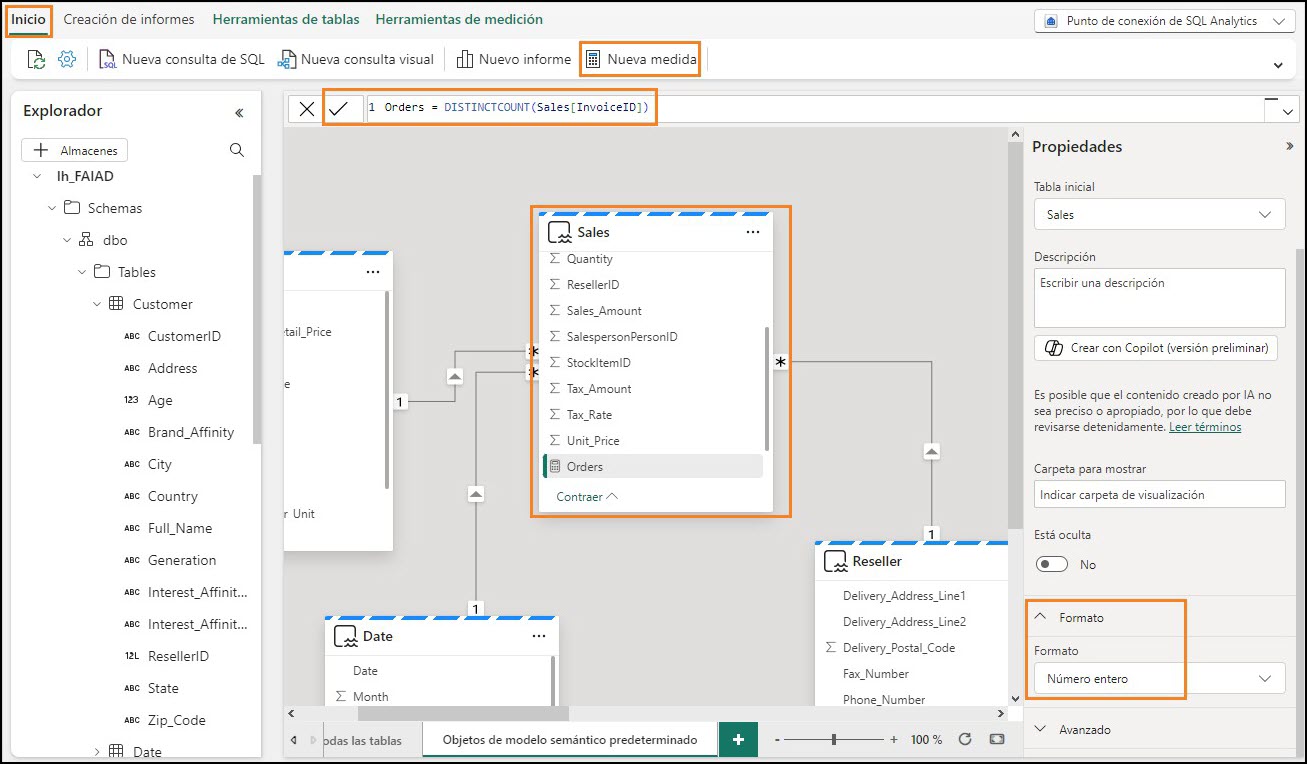 Inicio
Creación de informes
Herramientas de tablas
Herramientas de medición
Punto de conexión de SQL Analytics
SQL
Nueva consulta de SQL
Nueva consulta visual
Nuevo informe
Nueva medida
Explorador
«
+ Almacenes
lh_FAIAD
Schemas
dbo
Tables
Customer
ABC CustomerID
ABC Address
123 Age
ABC Brand_Affinity
ABC City
ABC Country
ABC Full_Name
ABC Generation
ABC Interest_Affinit...
ABC Interest_Affinit...
12L ResellerID
ABC State
ABC Zip_Code
Date
1 Orders = DISTINCTCOUNT(Sales[InvoiceID])
...
etail_Price
e
r Unit
1
Sales
...
Σ Quantity
Σ ResellerID
Σ Sales_Amount
Σ SalespersonPersonID
Σ StockItemID
Σ Tax_Amount
Σ Tax_Rate
Σ Unit_Price
Orders
Contraer
*
*
*
1
1
Date
...
Date
Σ Month
Reseller
Delivery_Address_Line1
Delivery_Address_Line2
Σ Delivery_Postal_Code
Fax_Number
Phone_Number
odas las tablas
Objetos de modelo semántico predeterminado
+
- + 100 %
Propiedades
»
Tabla inicial
Sales
Descripción
Escribir una descripción
Crear con Copilot (versión preliminar)
Es posible que el contenido creado por IA no
sea preciso o apropiado, por lo que debe
revisarse detenidamente. Leer términos
Carpeta para mostrar
Indicar carpeta de visualización
Está oculta
No
Formato
Formato
Número entero
Avanzado